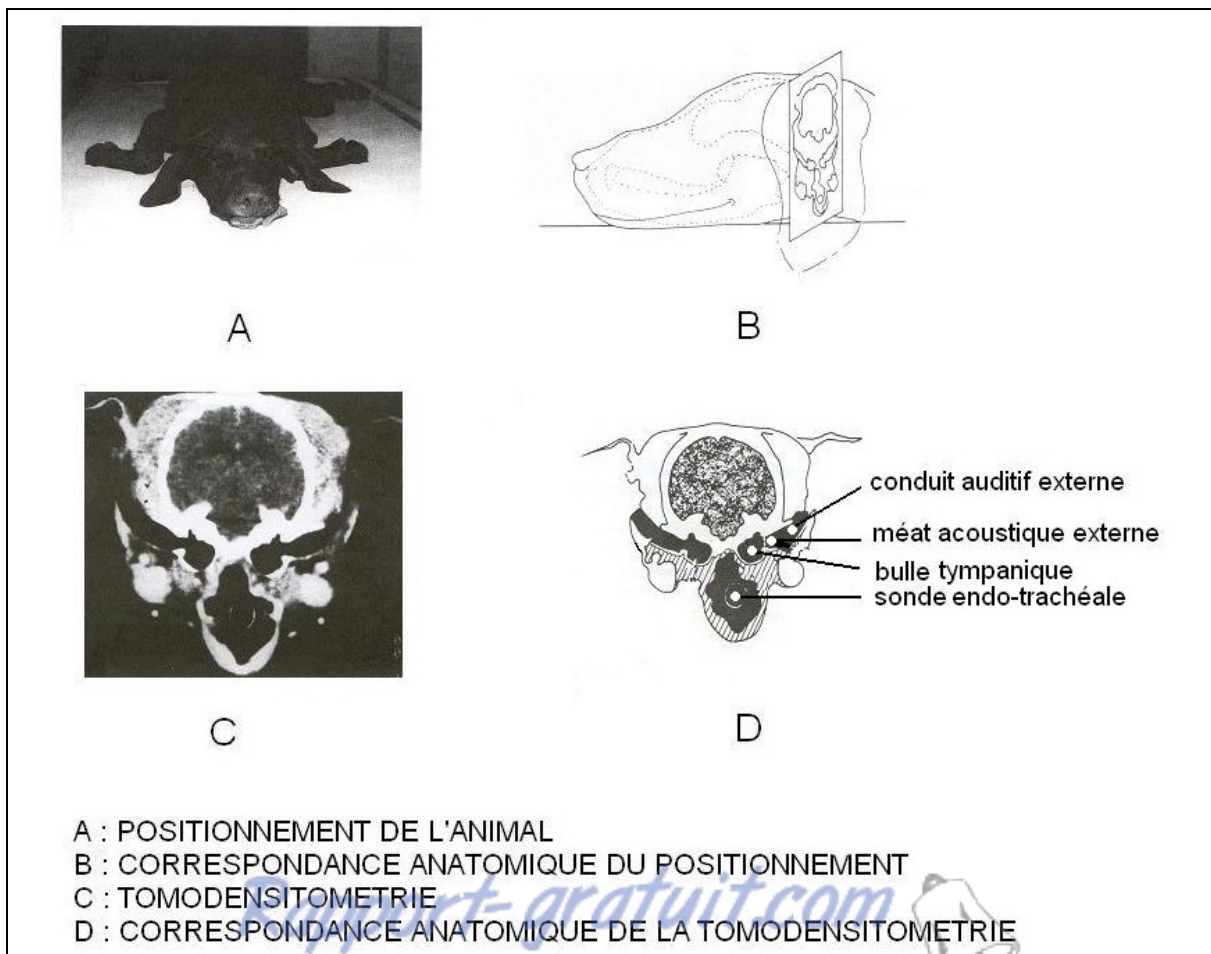 A
B
conduit auditif externe
méat acoustique externe
bulle tympanique
sonde endo-trachéale
C
D
A : POSITIONNEMENT DE L'ANIMAL
B : CORRESPONDANCE ANATOMIQUE DU POSITIONNEMENT
C : TOMODENSITOMETRIE
D : CORRESPONDANCE ANATOMIQUE DE LA TOMODENSITOMETRIE
Rapport-gratuit.com